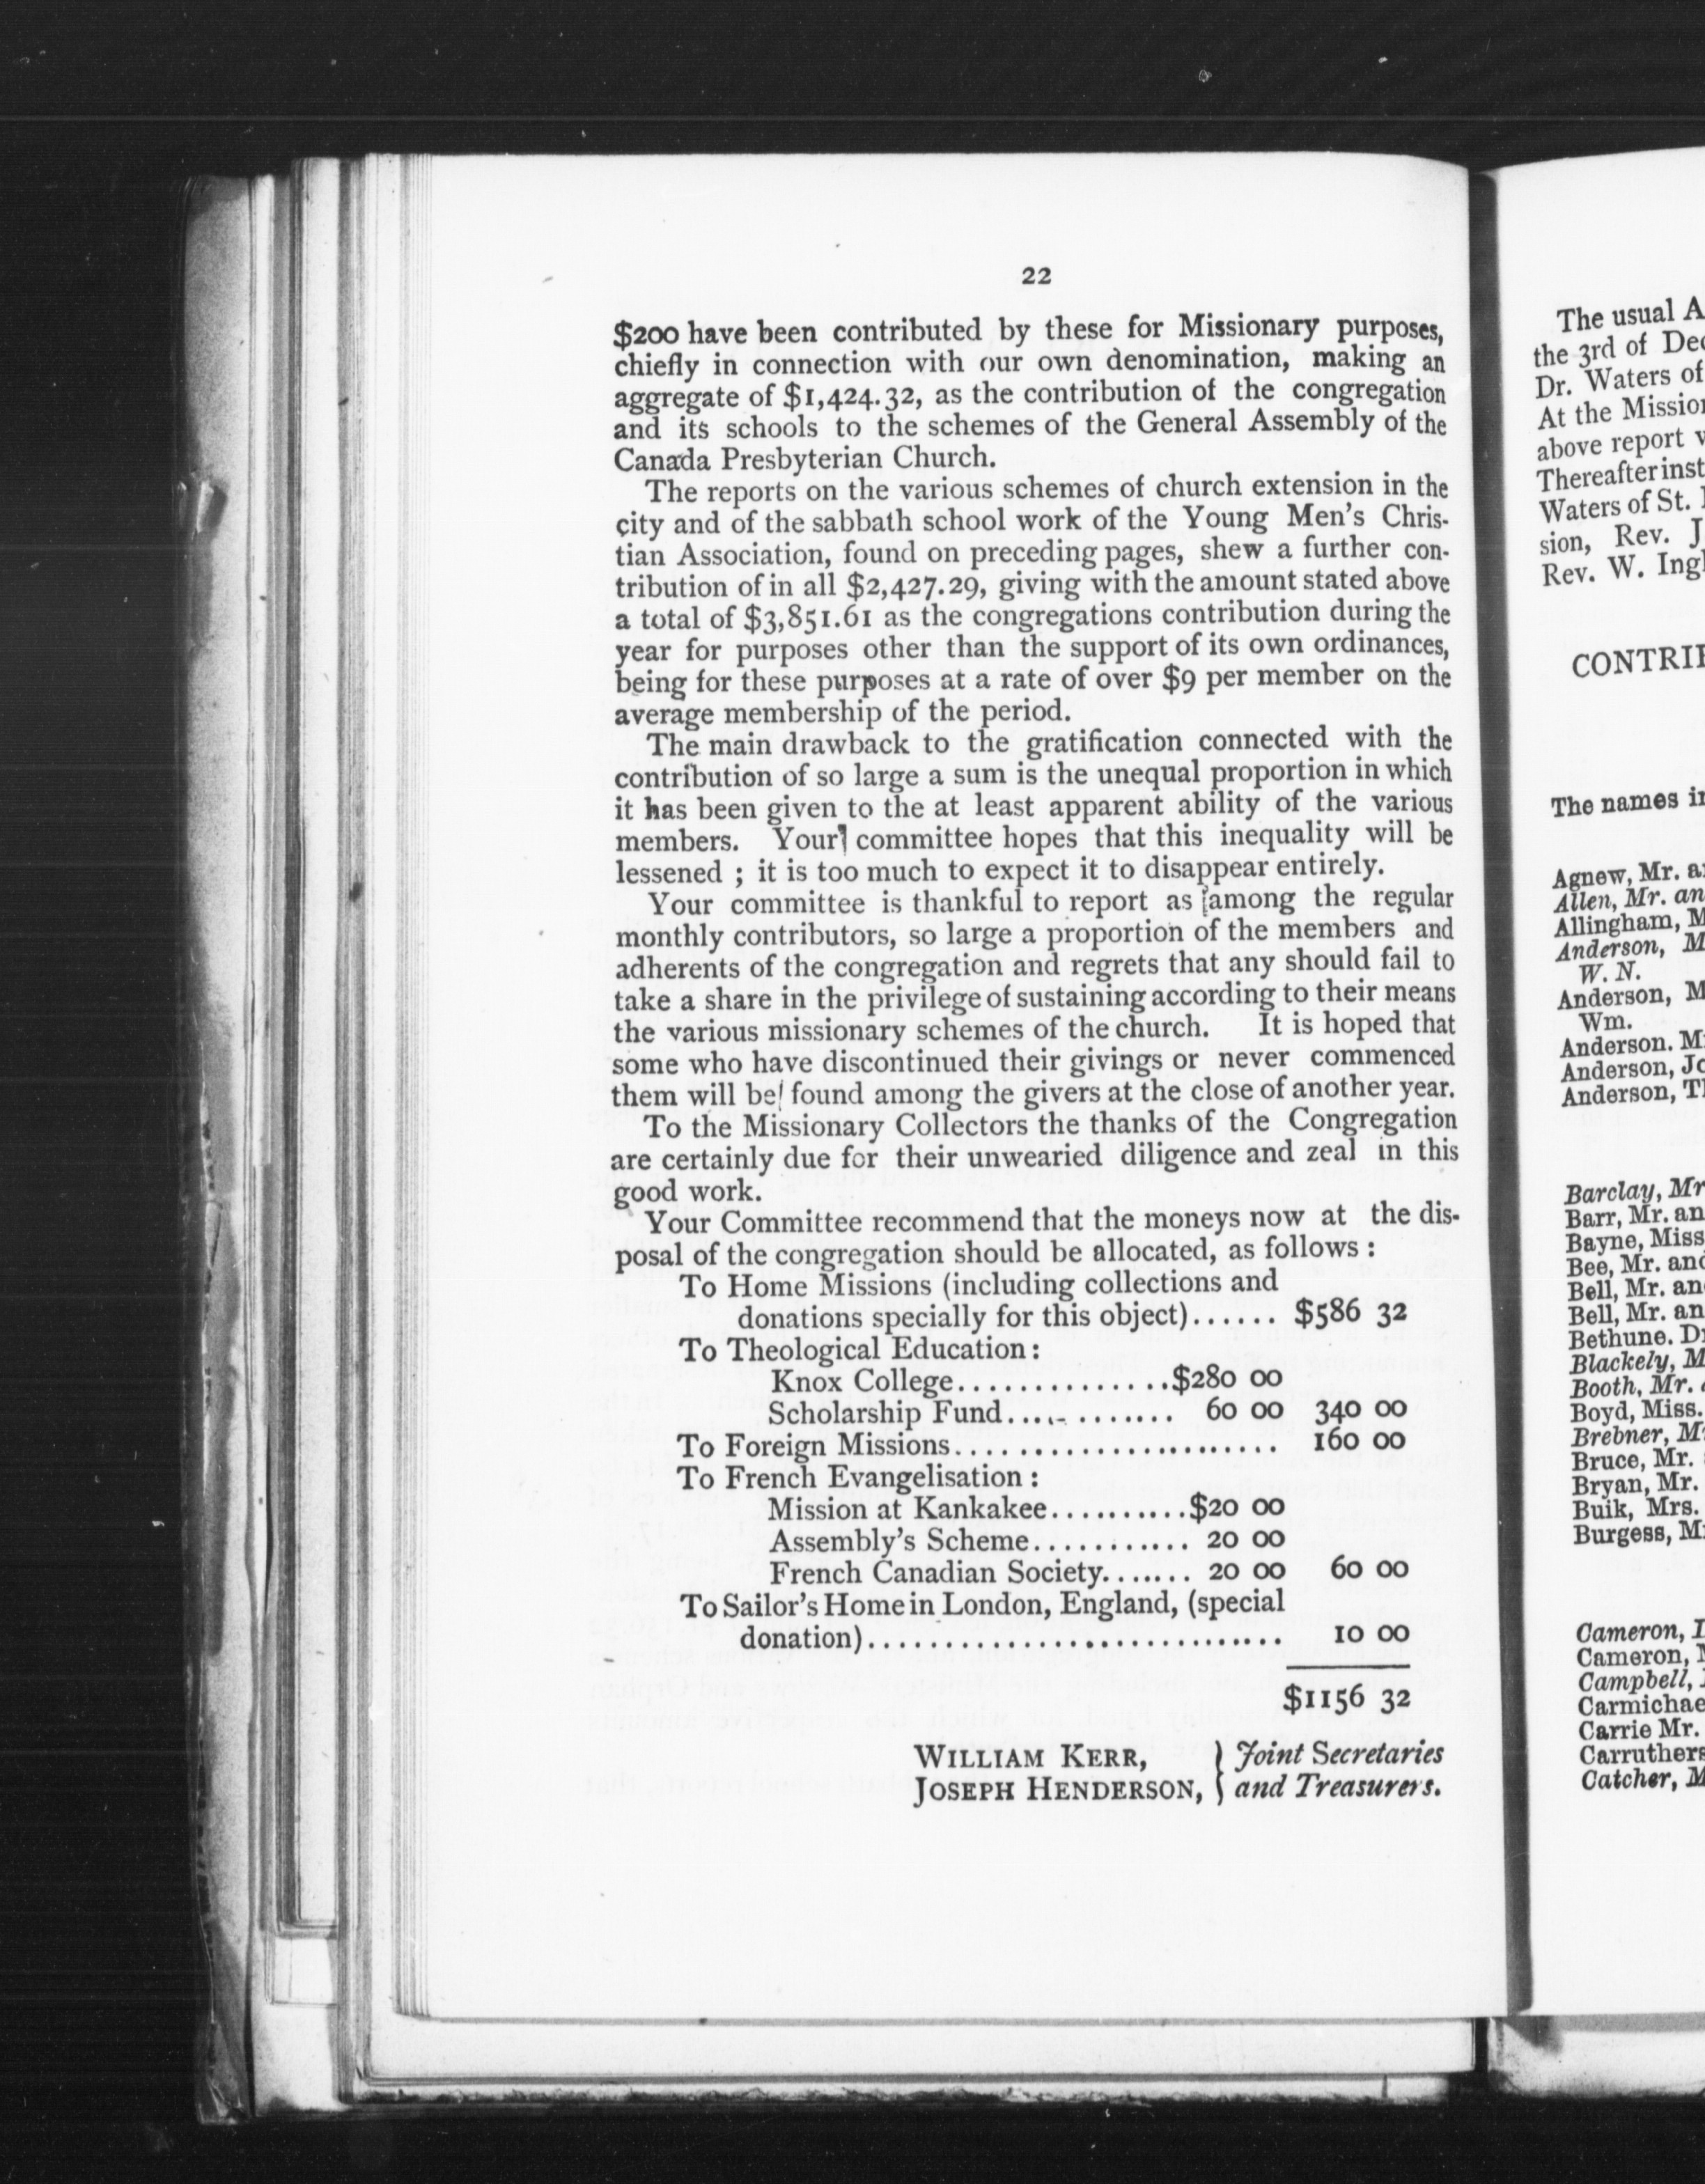 22
$200 have been contributed by these for Missionary purposes,
chiefly in connection with our own denomination, making an
aggregate of $1,424.32, as the contribution of the congregation
and its schools to the schemes of the General Assembly of the
Canada Presbyterian Church.
The reports on the various schemes of church extension in the
city and of the sabbath school work of the Young Men's Chris-
tian Association, found on preceding pages, shew a further con-
tribution of in all $2,427.29, giving with the amount stated above
a total of $3,851.61 as the congregations contribution during the
year for purposes other than the support of its own ordinances,
being for these purposes at a rate of over $9 per member on the
average membership of the period.
The main drawback to the gratification connected with the
contribution of so large a sum is the unequal proportion in which
it has been given to the at least apparent ability of the various
members. Your committee hopes that this inequality will be
lessened ; it is too much to expect it to disappear entirely.
Your committee is thankful to report as among the regular
monthly contributors, so large a proportion of the members and
adherents of the congregation and regrets that any should fail to
take a share in the privilege of sustaining according to their means
the various missionary schemes of the church. It is hoped that
some who have discontinued their givings or never commenced
them will be found among the givers at the close of another year.
To the Missionary Collectors the thanks of the Congregation
are certainly due for their unwearied diligence and zeal in this
good work.
Your Committee recommend that the moneys now at the dis-
posal of the congregation should be allocated, as follows :
To Home Missions (including collections and
donations specially for this object)...... $586 32
To Theological Education :
Knox College..............$280 00
Scholarship Fund........... 60 00 340 00
To Foreign Missions...................... 160 00
To French Evangelisation :
Mission at Kankakee..........$20 00
Assembly's Scheme........... 20 00
French Canadian Society....... 20 00 60 00
To Sailor's Home in London, England, (special
donation)............................ 10 00
$1156 32
WILLIAM KERR, } Joint Secretaries
JOSEPH HENDERSON, } and Treasurers.
The usual
the 3rd of
Dr. Waters of
At the
above report
Thereafter
Waters of St.
sion, Rev. J
Rev. W.
The names
Agnew, Mr.
Allen, Mr.
Allingham,
Anderson,
W. N.
Anderson,
Wm.
Anderson.
Anderson,
Anderson,
Barclay,
Barr, Mr.
Bayne, Miss
Bee, Mr.
Bell, Mr.
Bell, Mr.
Bethune.
Blackely,
Booth, Mr.
Boyd, Miss.
Brebner,
Bruce, Mr.
Bryan, Mr.
Buik, Mrs.
Burgess,
Cameron,
Cameron,
Campbell,
Carrie Mr.
Catcher,